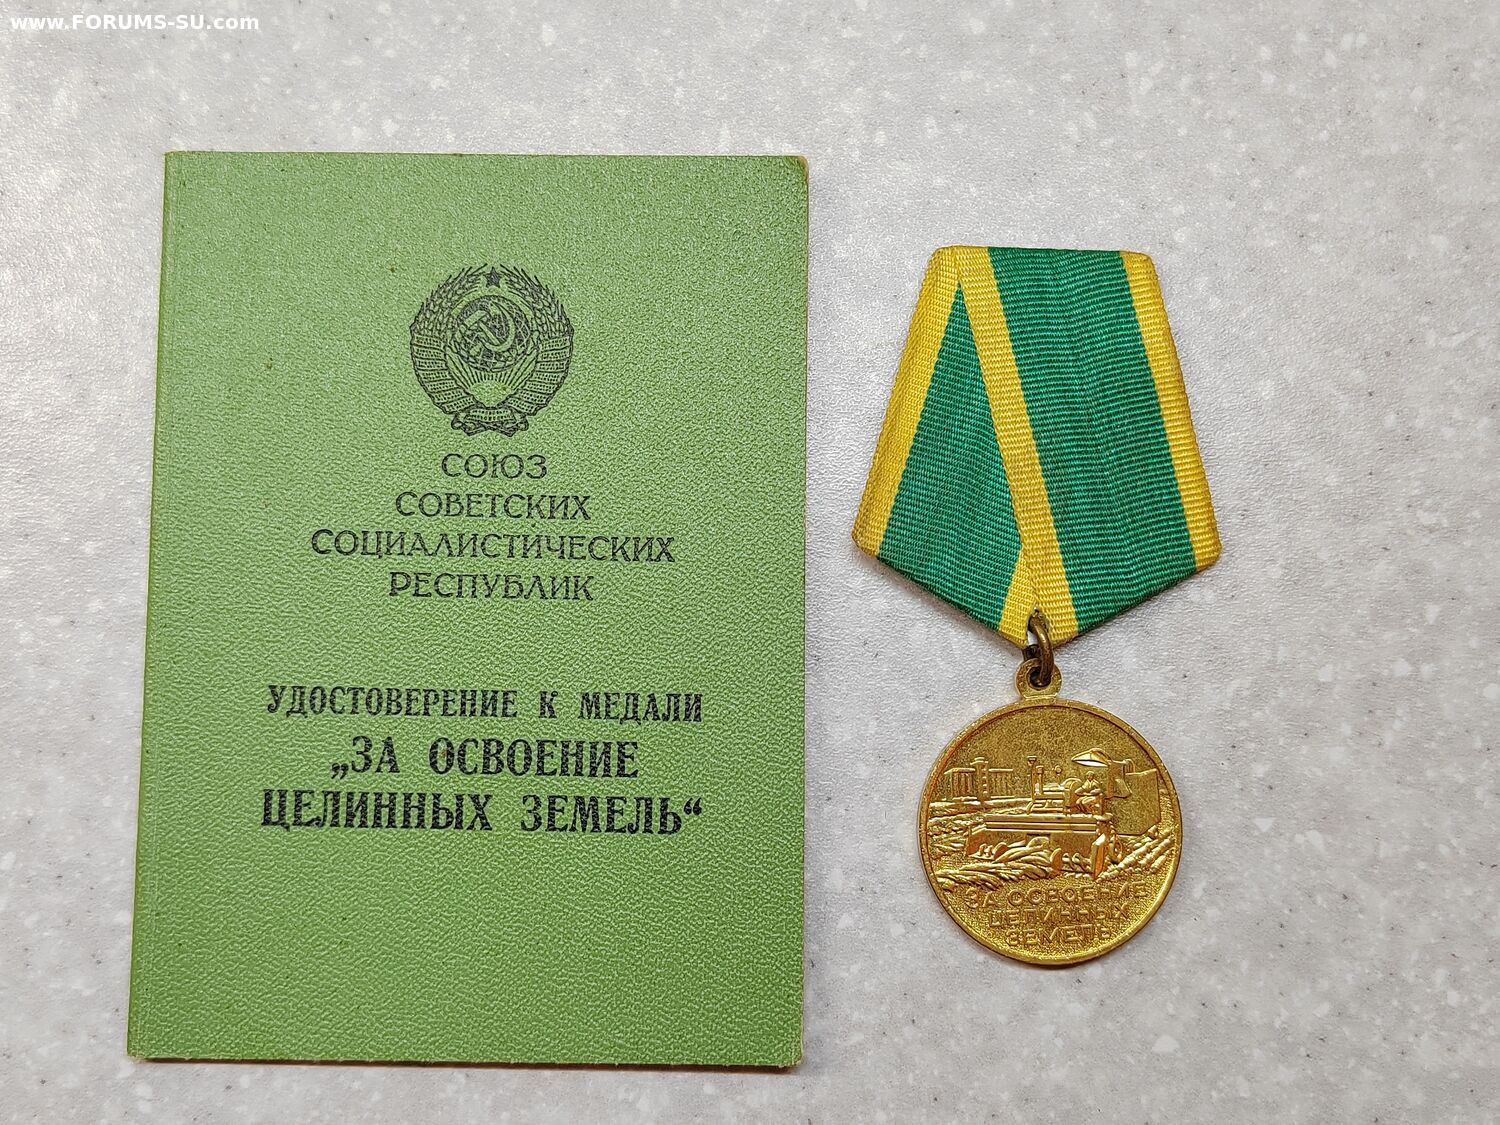 www.FORUMS-SU.com
СОЮЗ
СОВЕТСКИХ
СОЦИАЛИСТИЧЕСКИХ
РЕСПУБЛИК
УДОСТОВЕРЕНИЕ К МЕДАЛИ
„ЗА ОСВОЕНИЕ
ЦЕЛИННЫХ ЗЕМЕЛЬ“
ЗА ОСВОЕНИЕ
ЦЕЛИННЫХ
ЗЕМЕЛЬ